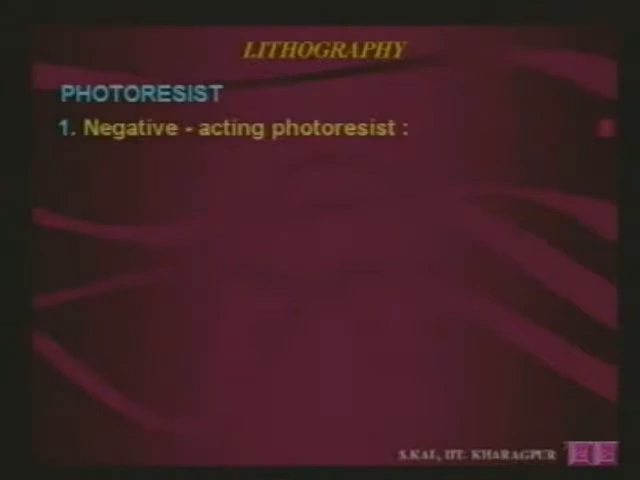 LITHOGRAPHY
PHOTORESIST
1. Negative - acting photoresist :
S.KAL, IIT. KHARAGPUR